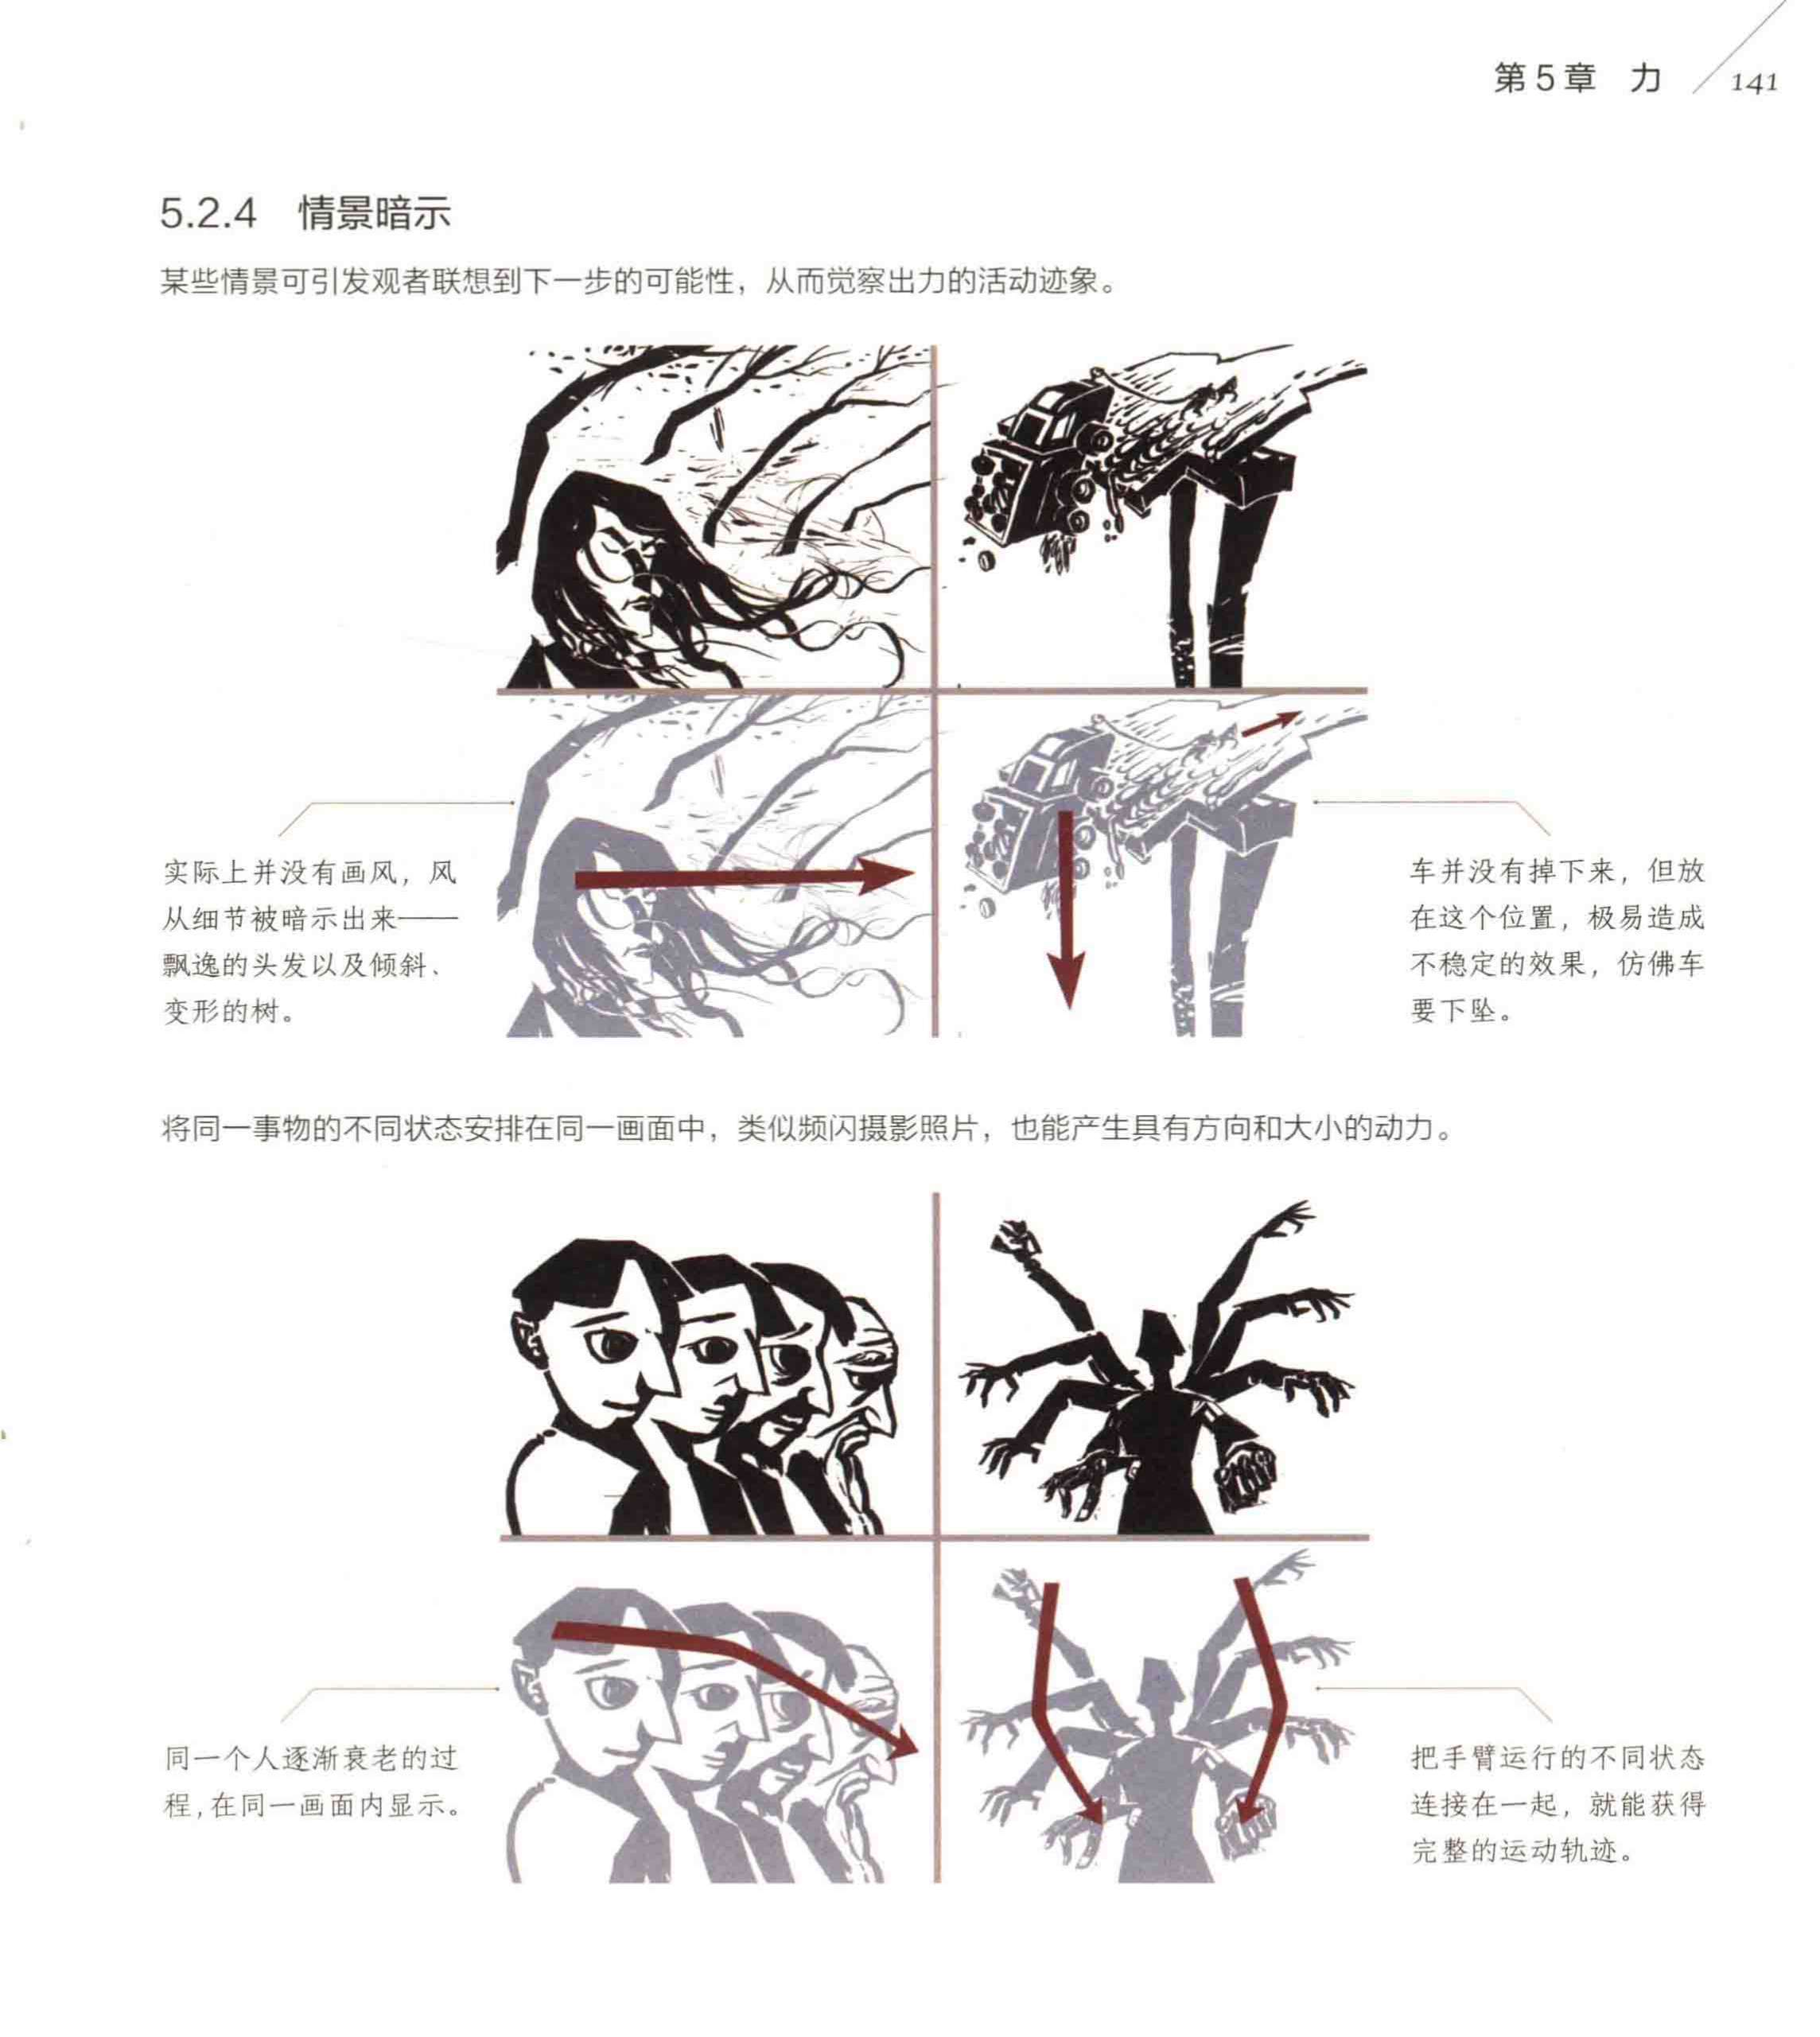 第5章 力 141
5.2.4 情景暗示
某些情景可引发观者联想到下一步的可能性，从而觉察出力的活动迹象。
实际上并没有画风，风
从细节被暗示出来——
飘逸的头发以及倾斜、
变形的树。
车并没有掉下来，但放
在这个位置，极易造成
不稳定的效果，仿佛车
要下坠。
将同一事物的不同状态安排在同一画面中，类似频闪摄影照片，也能产生具有方向和大小的动力。
同一个人逐渐衰老的过
程,在同一画面内显示。
把手臂运行的不同状态
连接在一起，就能获得
完整的运动轨迹。